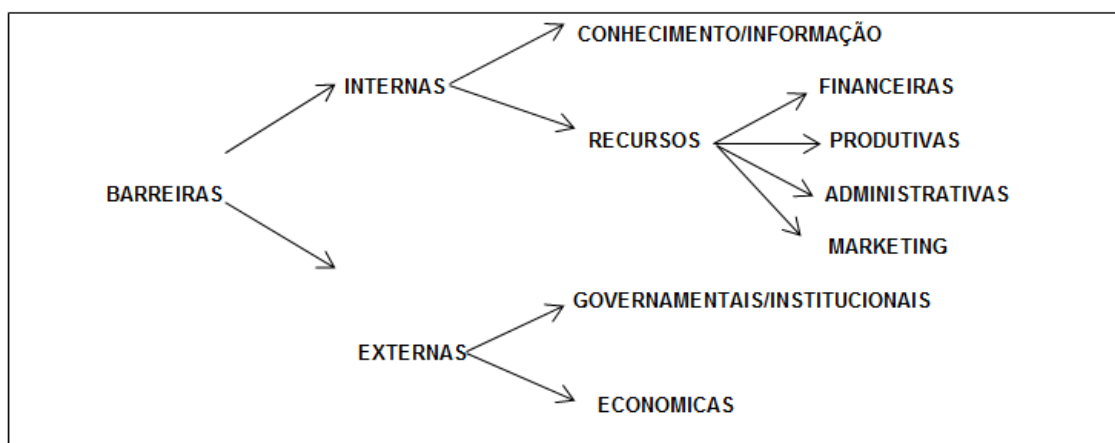 CONHECIMENTO/INFORMAÇÃO
INTERNAS
FINANCEIRAS
RECURSOS
PRODUTIVAS
BARREIRAS
ADMINISTRATIVAS
MARKETING
GOVERNAMENTAIS/INSTITUCIONAIS
EXTERNAS
ECONOMICAS